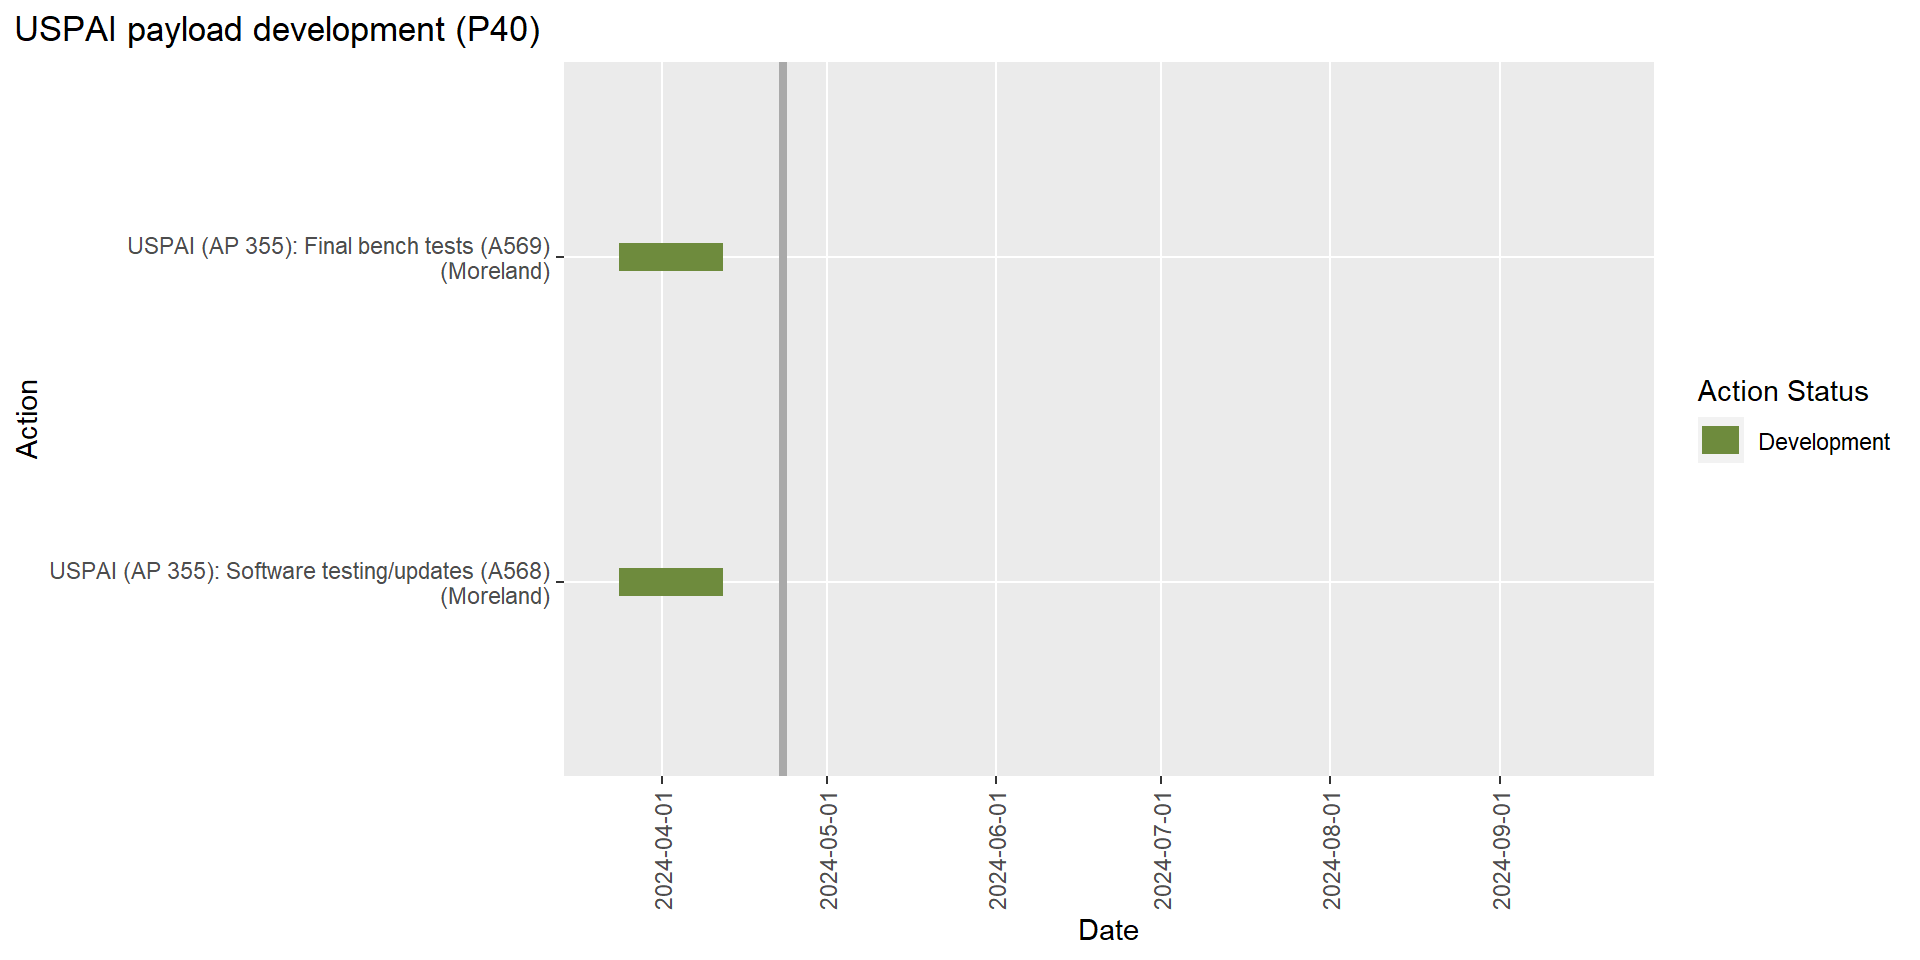 USPAI payload development (P40)
USPAI (AP 355): Final bench tests (A569)
(Moreland)
Action
USPAI (AP 355): Software testing/updates (A568)
(Moreland)
Action Status
Development
2024-04-01
2024-05-01
2024-06-01
2024-07-01
2024-08-01
2024-09-01
Date